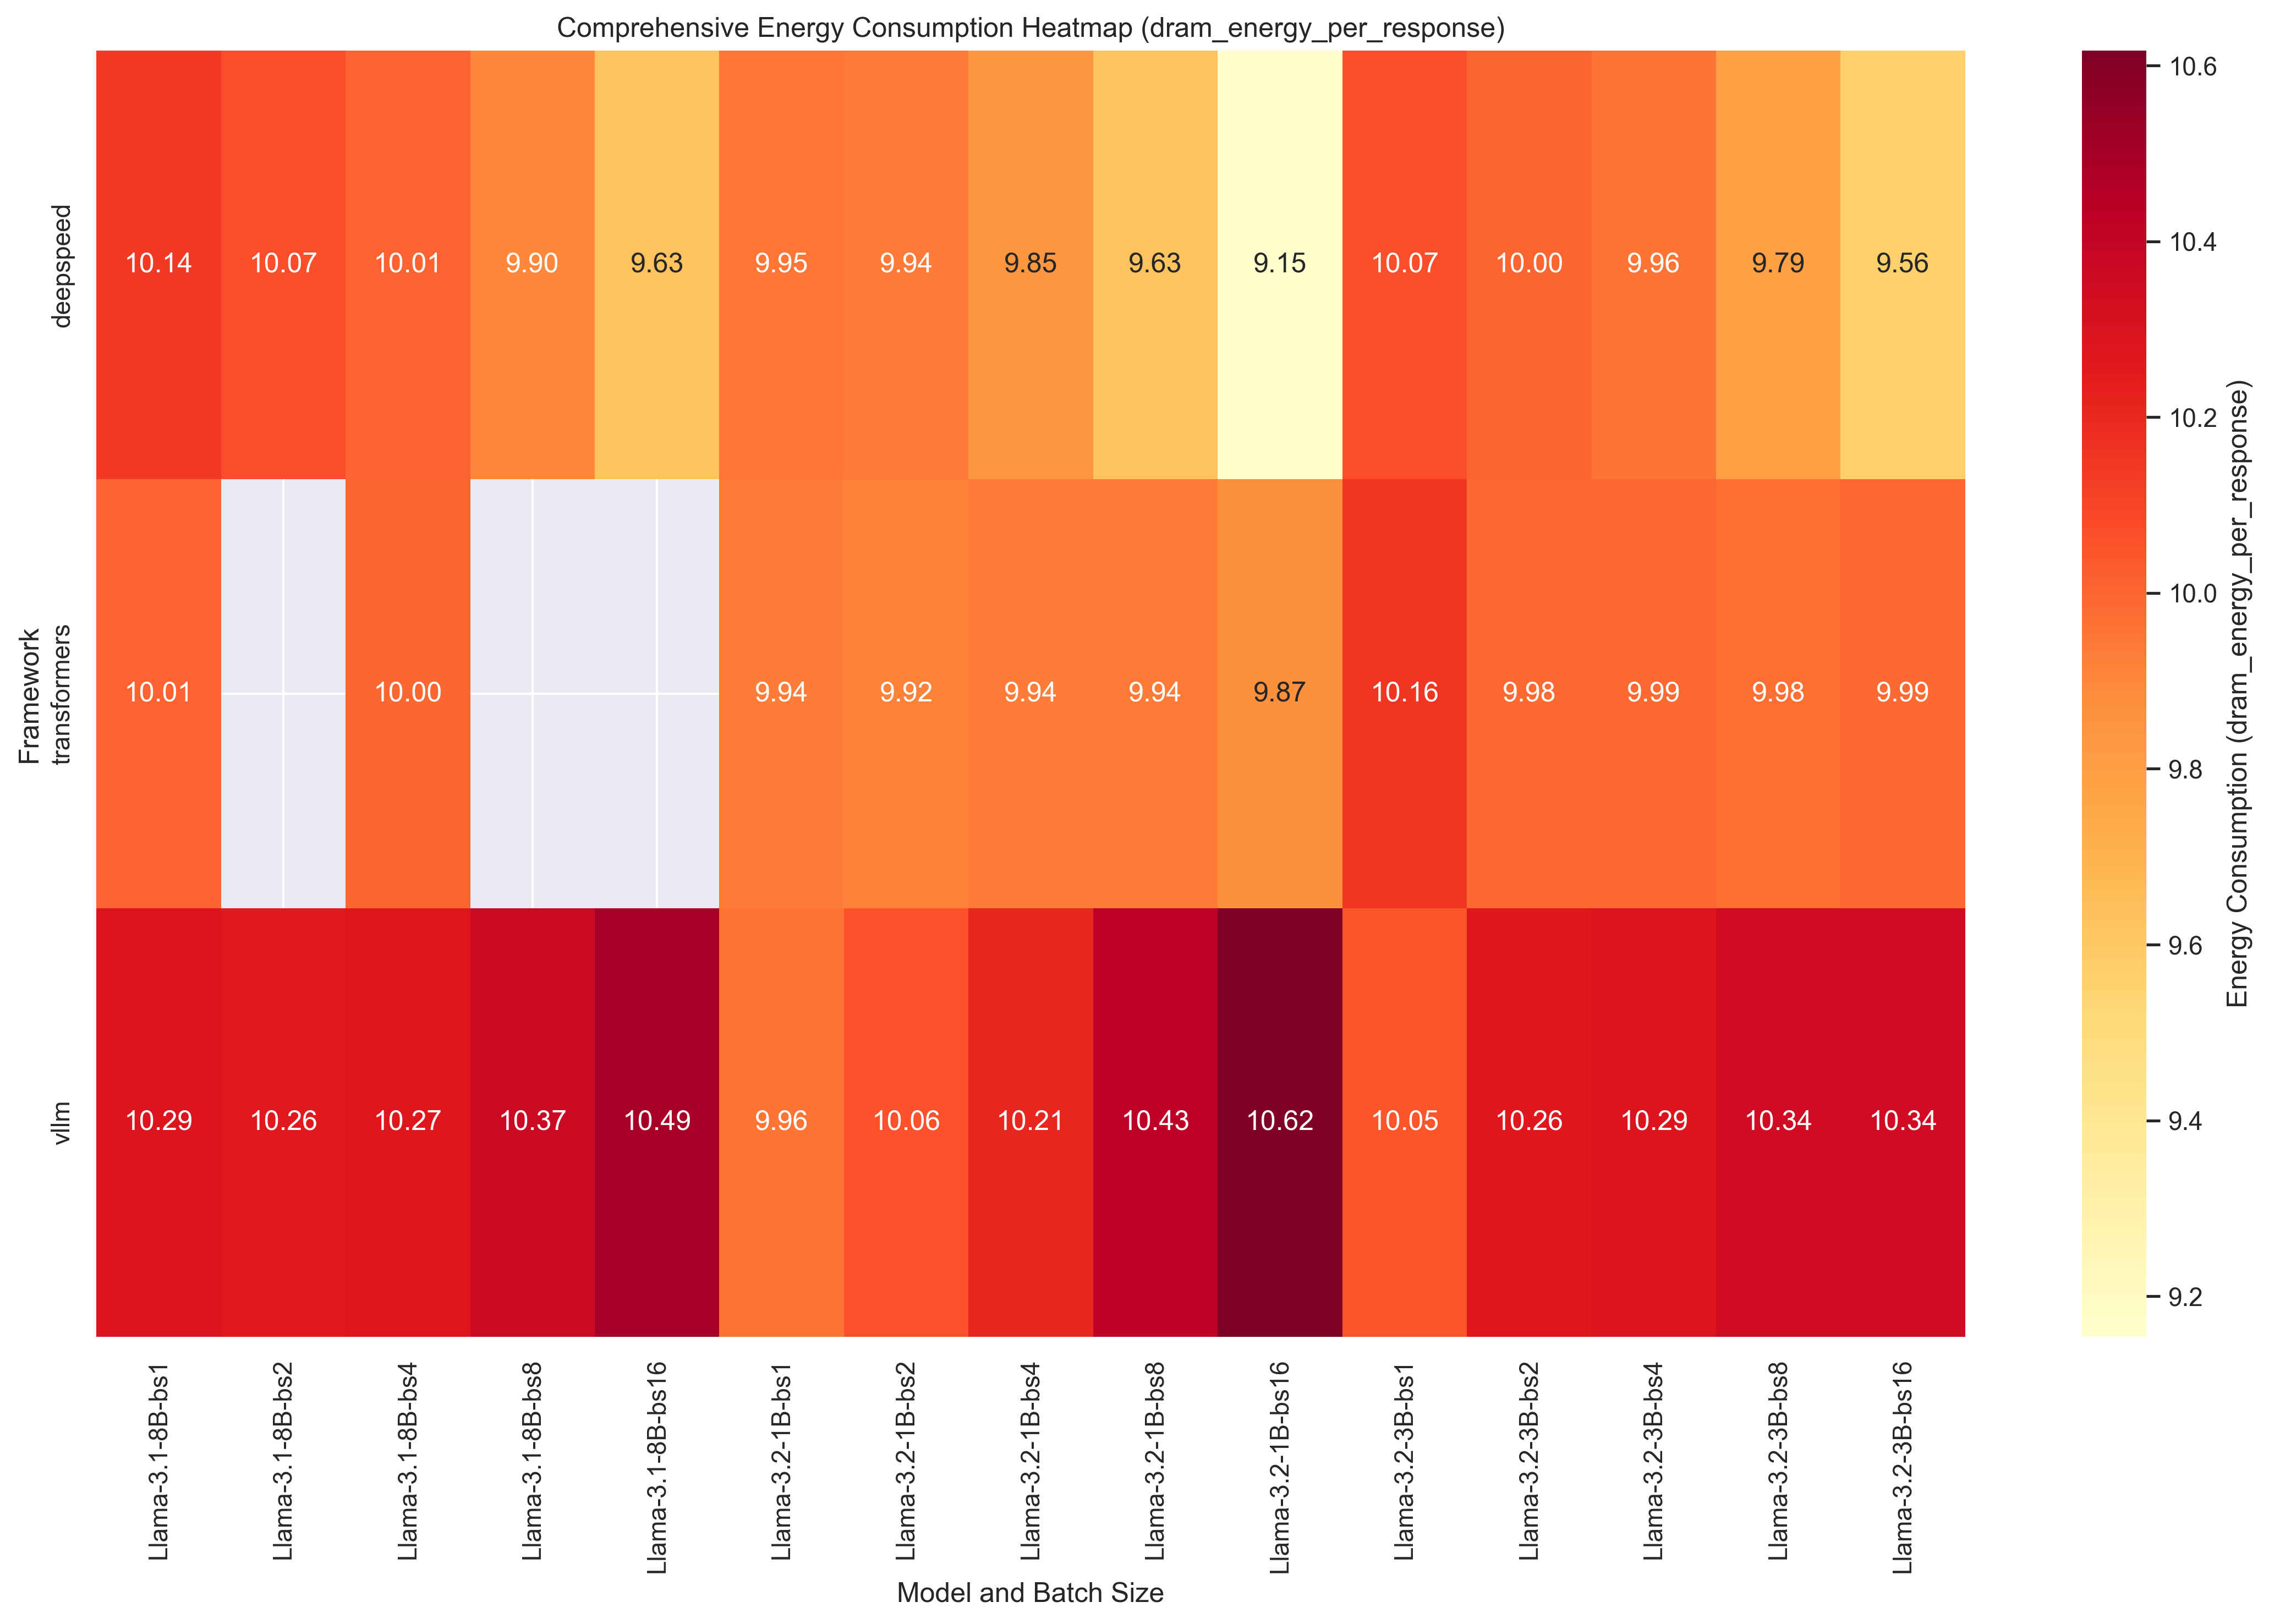 Comprehensive Energy Consumption Heatmap (dram_energy_per_response)
Framework
deepspeed
10.14 10.07 10.01 9.90 9.63 9.95 9.94 9.85 9.63 9.15 10.07 10.00 9.96 9.79 9.56
transformers
10.01 10.00 9.94 9.92 9.94 9.94 9.87 10.16 9.98 9.99 9.98 9.99
vllm
10.29 10.26 10.27 10.37 10.49 9.96 10.06 10.21 10.43 10.62 10.05 10.26 10.29 10.34 10.34
Llama-3.1-8B-bs1
Llama-3.1-8B-bs2
Llama-3.1-8B-bs4
Llama-3.1-8B-bs8
Llama-3.1-8B-bs16
Llama-3.2-1B-bs1
Llama-3.2-1B-bs2
Llama-3.2-1B-bs4
Llama-3.2-1B-bs8
Llama-3.2-1B-bs16
Llama-3.2-3B-bs1
Llama-3.2-3B-bs2
Llama-3.2-3B-bs4
Llama-3.2-3B-bs8
Llama-3.2-3B-bs16
Model and Batch Size
10.6
10.4
10.2
10.0
9.8
9.6
9.4
9.2
Energy Consumption (dram_energy_per_response)